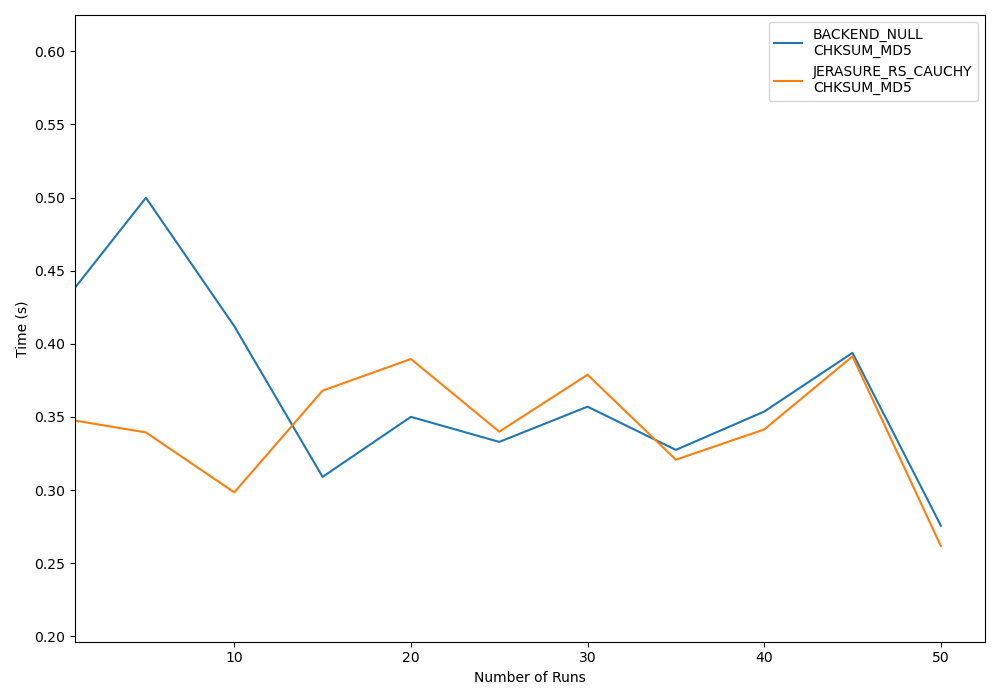 BACKEND_NULL
CHKSUM_MD5
JERASURE_RS_CAUCHY
CHKSUM_MD5
0.60
0.55
0.50
0.45
0.40
0.35
0.30
0.25
0.20
Time (s)
10 20 30 40 50
Number of Runs